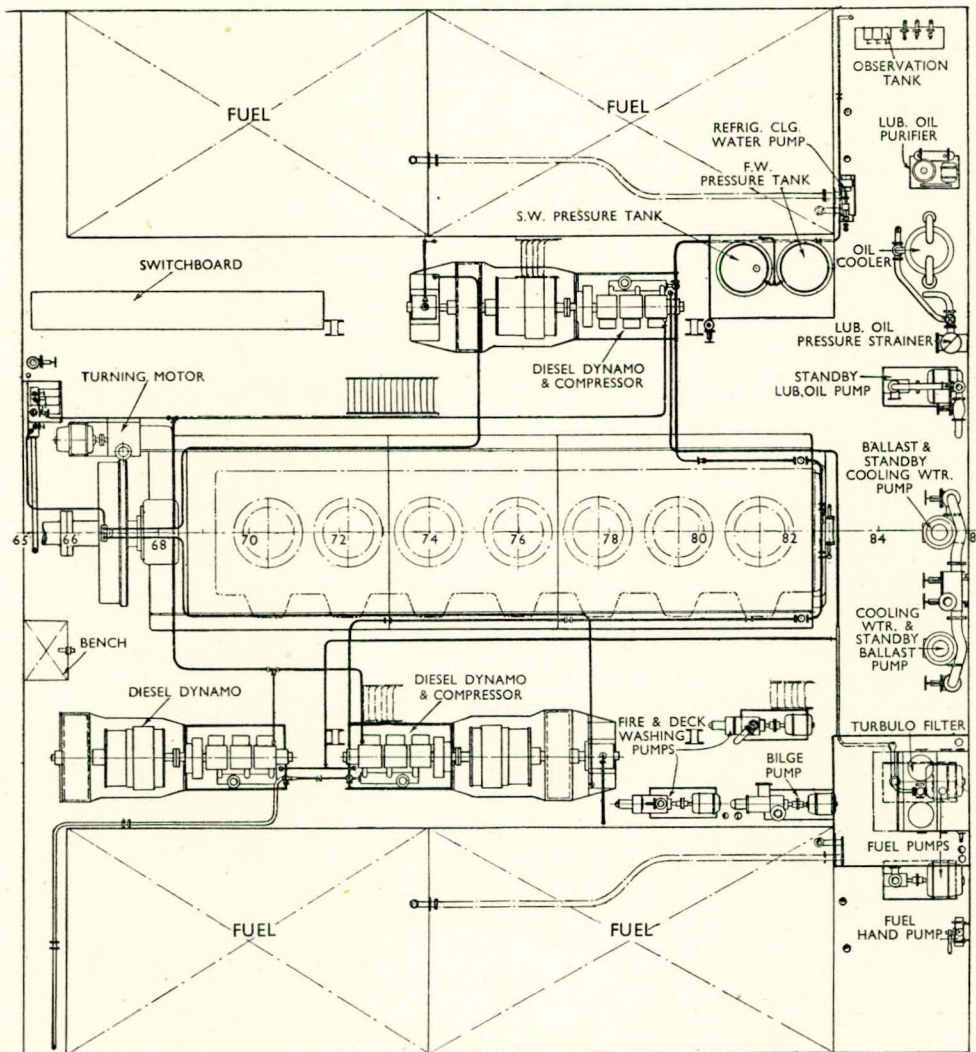 FUEL
FUEL
OBSERVATION
TANK
REFRIG. CLG.
WATER PUMP
LUB. OIL
PURIFIER
F.W.
PRESSURE TANK
S.W. PRESSURE TANK
OIL
COOLER
SWITCHBOARD
LUB. OIL
PRESSURE STRAINER
DIESEL DYNAMO
& COMPRESSOR
TURNING MOTOR
STANDBY
LUB. OIL PUMP
BALLAST &
STANDBY
COOLING WTR.
PUMP
65 66 68 70 72 74 76 78 80 82 84
COOLING
WTR. &
STANDBY
BALLAST
PUMP
BENCH
DIESEL DYNAMO
DIESEL DYNAMO
& COMPRESSOR
FIRE & DECK
WASHING
PUMPS
TURBULO FILTER
BILGE
PUMP
FUEL PUMPS
FUEL
HAND PUMP
FUEL
FUEL